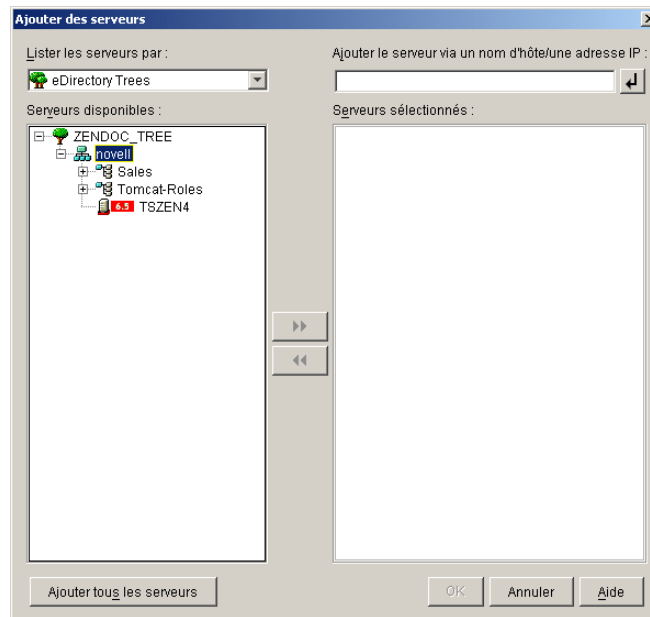 Ajouter des serveurs
Lister les serveurs par :
eDirectory Trees
Serveurs disponibles :
ZENDOC_TREE
novell
Sales
Tomcat-Roles
6.5 TSZEN4
Ajouter le serveur via un nom d'hôte/une adresse IP :
Serveurs sélectionnés :
Ajouter tous les serveurs
OK
Annuler
Aide